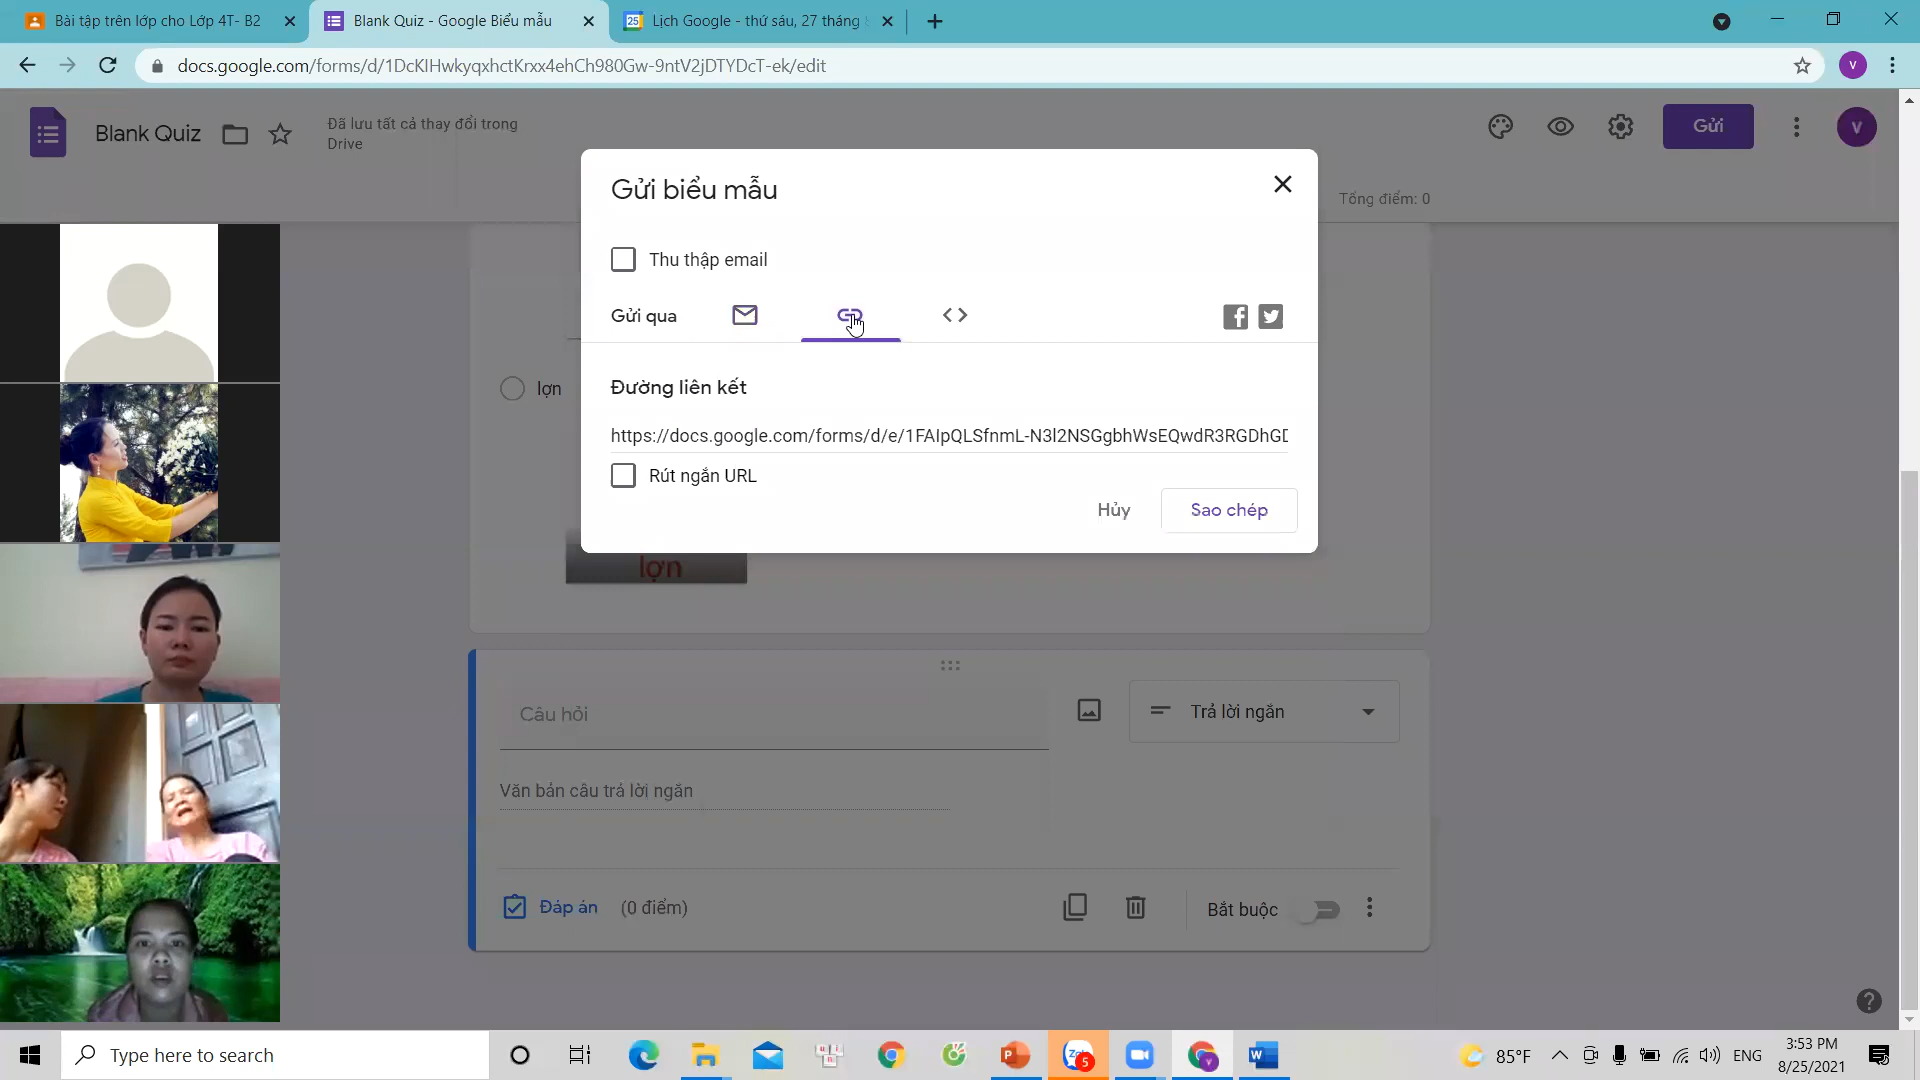 Bài tập trên lớp cho Lớp 4T- B2
Blank Quiz - Google Biểu mẫu
25
Lịch Google - thứ sáu, 27 tháng
docs.google.com/forms/d/1DcKIHwkyqxhctKrxx4ehCh980Gw-9ntV2jDTYDcT-ek/edit
V
Blank Quiz
Đã lưu tất cả thay đổi trong
Drive
Gửi
V
Tổng điểm: 0
Gửi biểu mẫu
Thu thập email
Gửi qua
Đường liên kết
https://docs.google.com/forms/d/e/1FAIpQLSfnmL-N3l2NSGgbhWsEQwdR3RGDhG
Rút ngắn URL
Hủy
Sao chép
lợn
lợn
Câu hỏi
Trả lời ngắn
Văn bản câu trả lời ngắn
Đáp án
(0 điểm)
Bắt buộc
Type here to search
5
85°F
ENG
3:53 PM
8/25/2021